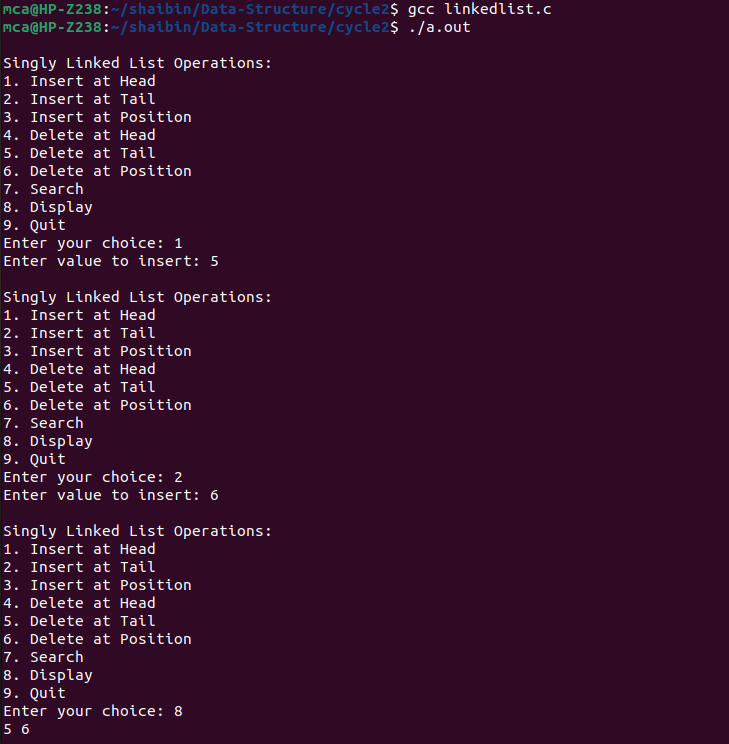 mca@HP-Z238:~/shaibin/Data-Structure/cycle2$ gcc linkedlist.c
mca@HP-Z238:~/shaibin/Data-Structure/cycle2$ ./a.out

Singly Linked List Operations:
1. Insert at Head
2. Insert at Tail
3. Insert at Position
4. Delete at Head
5. Delete at Tail
6. Delete at Position
7. Search
8. Display
9. Quit
Enter your choice: 1
Enter value to insert: 5

Singly Linked List Operations:
1. Insert at Head
2. Insert at Tail
3. Insert at Position
4. Delete at Head
5. Delete at Tail
6. Delete at Position
7. Search
8. Display
9. Quit
Enter your choice: 2
Enter value to insert: 6

Singly Linked List Operations:
1. Insert at Head
2. Insert at Tail
3. Insert at Position
4. Delete at Head
5. Delete at Tail
6. Delete at Position
7. Search
8. Display
9. Quit
Enter your choice: 8
5 6